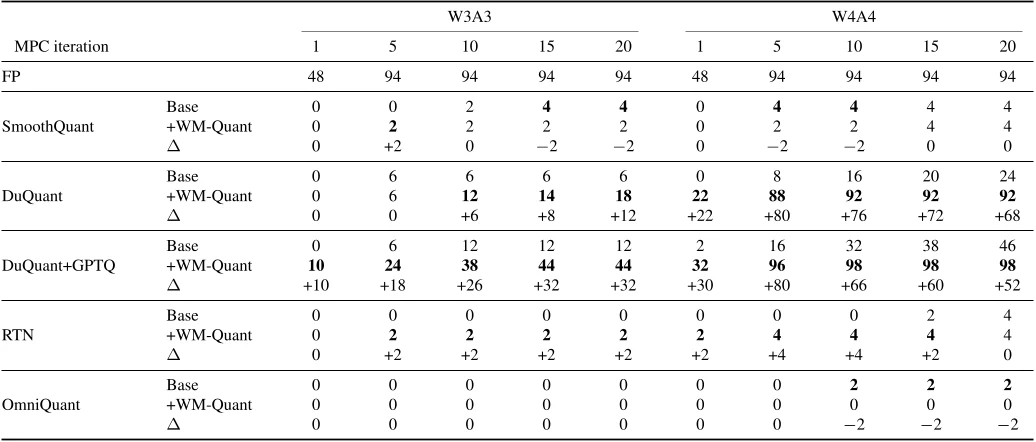 W3A3 W4A4
MPC iteration 1 5 10 15 20 1 5 10 15 20
FP 48 94 94 94 94 48 94 94 94 94
Base 0 0 2 4 4 0 4 4 4 4
SmoothQuant +WM-Quant 0 2 2 2 2 0 2 2 4 4
Δ 0 +2 0 −2 −2 0 −2 −2 0 0
Base 0 6 6 6 6 0 8 16 20 24
DuQuant +WM-Quant 0 6 12 14 18 22 88 92 92 92
Δ 0 0 +6 +8 +12 +22 +80 +76 +72 +68
Base 0 6 12 12 12 2 16 32 38 46
DuQuant+GPTQ +WM-Quant 10 24 38 44 44 32 96 98 98 98
Δ +10 +18 +26 +32 +32 +30 +80 +66 +60 +52
Base 0 0 0 0 0 0 0 0 2 4
RTN +WM-Quant 0 2 2 2 2 2 4 4 4 4
Δ 0 +2 +2 +2 +2 +2 +4 +4 +2 0
Base 0 0 0 0 0 0 0 2 2 2
OmniQuant +WM-Quant 0 0 0 0 0 0 0 0 0 0
Δ 0 0 0 0 0 0 0 −2 −2 −2